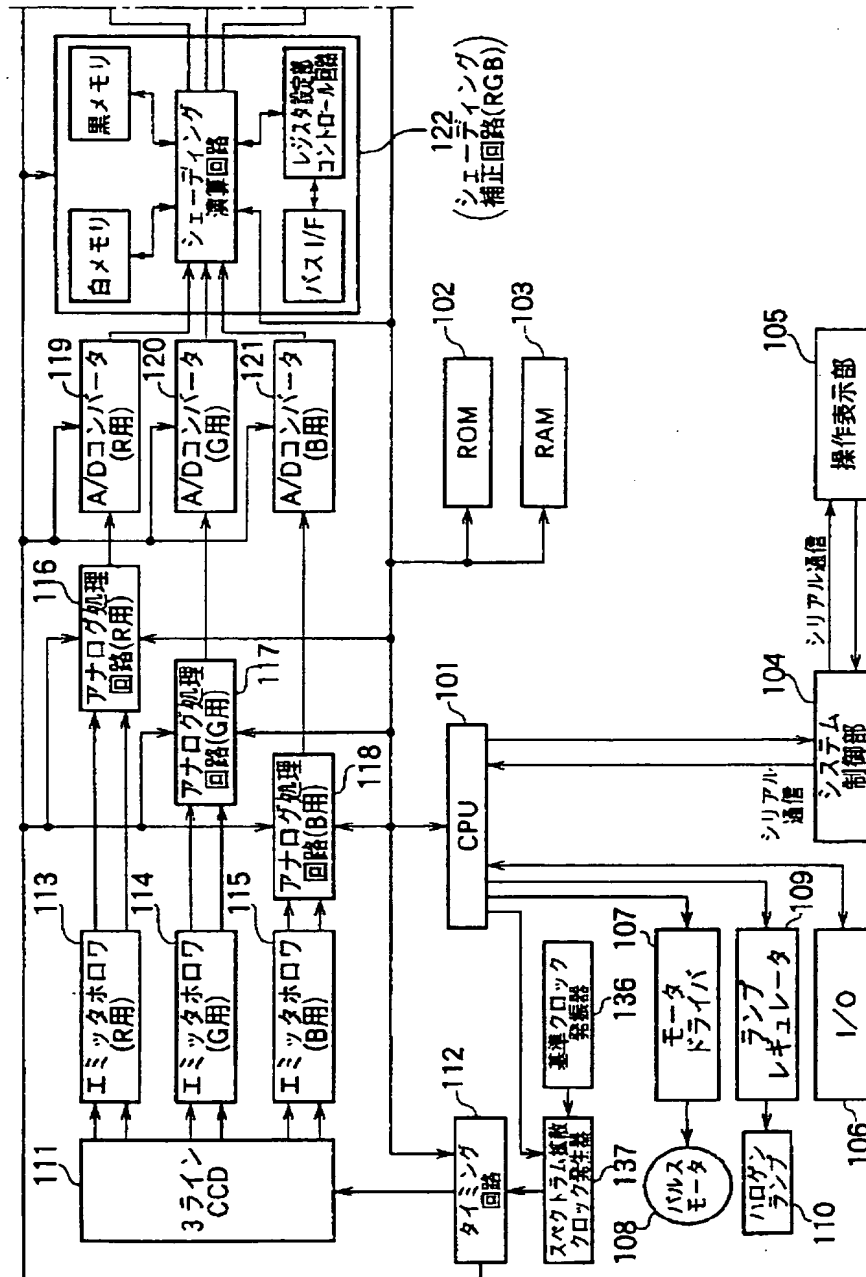 111
3ライン
CCD
113
エミッタホロワ
(R用)
114
エミッタホロワ
(G用)
115
エミッタホロワ
(B用)
116
アナログ処理
回路(R用)
117
アナログ処理
回路(G用)
118
アナログ処理
回路(B用)
119
A/Dコンバータ
(R用)
120
A/Dコンバータ
(G用)
121
A/Dコンバータ
(B用)
白メモリ
黒メモリ
シェーディング
演算回路
バスI/F
レジスタ設定部
コントロール回路
122
(シェーディング
補正回路(RGB))
112
タイミング
回路
136
基準クロック
発振器
137
スペクトラム拡散
クロック発生器
101
CPU
102
ROM
103
RAM
107
モータ
ドライバ
108
パルス
モータ
109
ランプ
レギュレータ
110
ハロゲン
ランプ
106
I/O
シリアル
通信
104
システム
制御部
シリアル通信
105
操作表示部